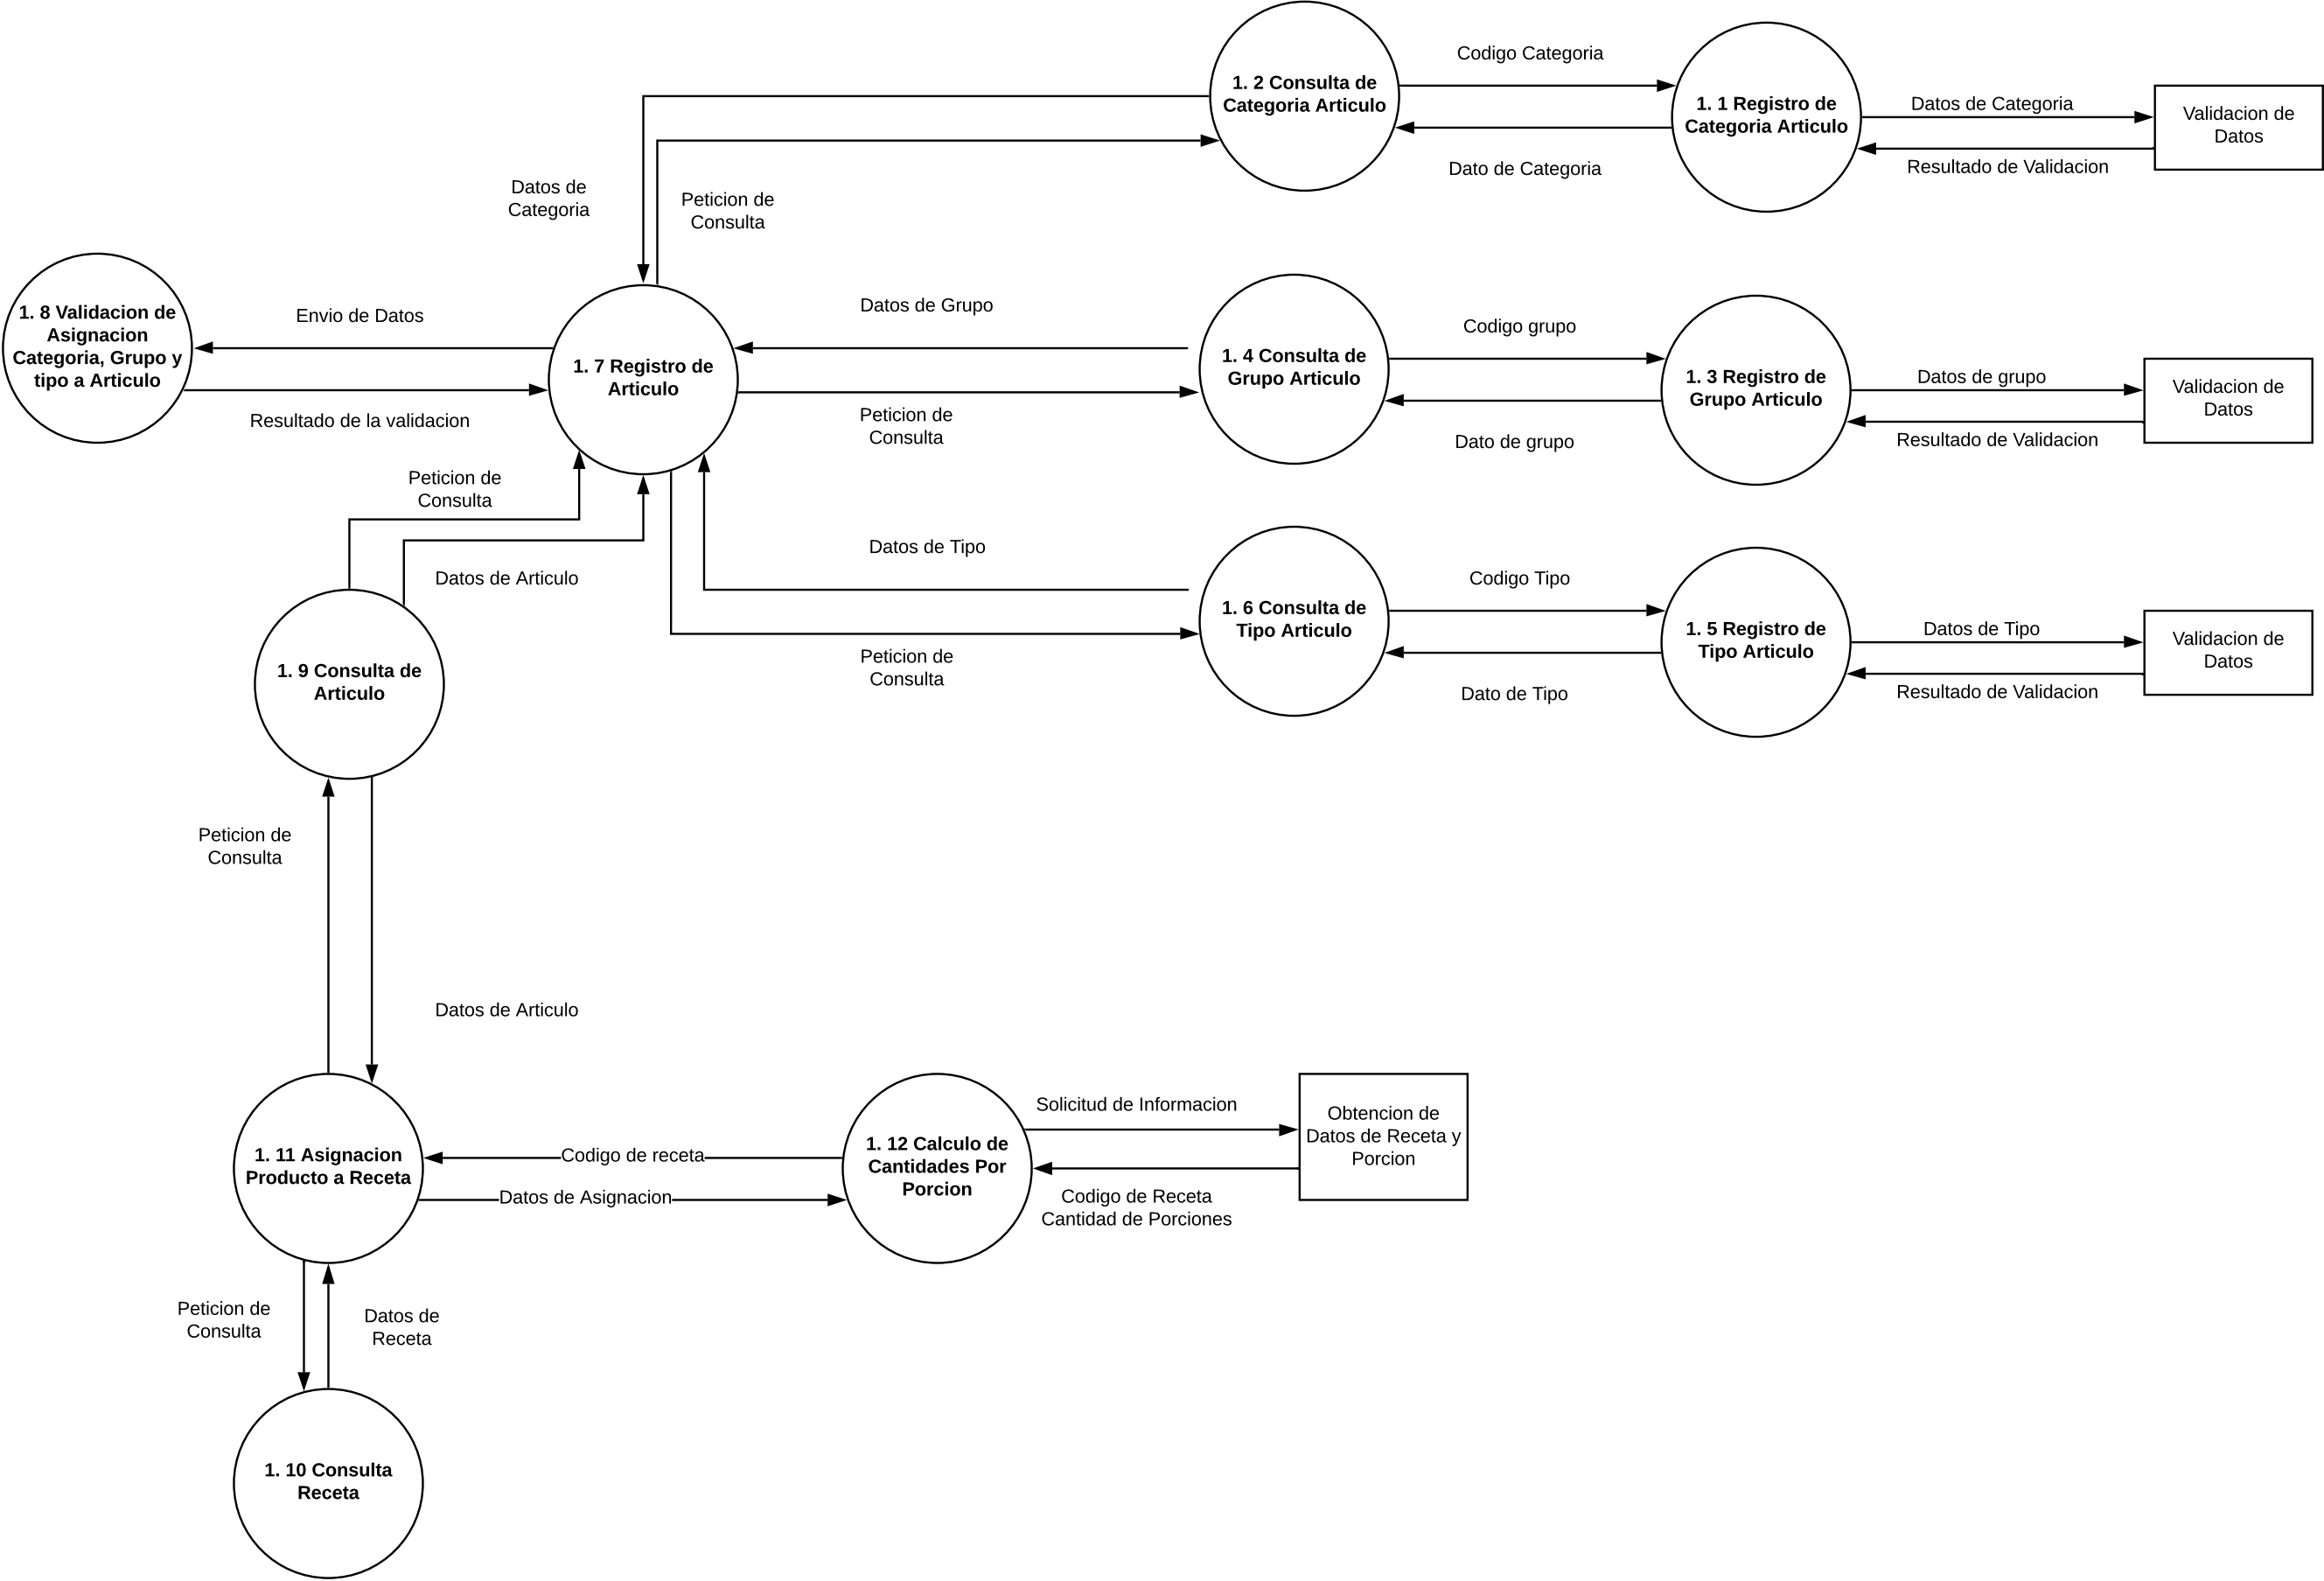 1. 2 Consulta de
Categoria Articulo
Codigo Categoria
Dato de Categoria
1. 1 Registro de
Categoria Articulo
Datos de Categoria
Resultado de Validacion
Validacion de
Datos
Datos de
Categoria
Peticion de
Consulta
1. 8 Validacion de
Asignacion
Categoria, Grupo y
tipo a Articulo
Envio de Datos
Resultado de la validacion
1. 7 Registro de
Articulo
Datos de Grupo
Peticion de
Consulta
1. 4 Consulta de
Grupo Articulo
Codigo grupo
Dato de grupo
1. 3 Registro de
Grupo Articulo
Datos de grupo
Resultado de Validacion
Validacion de
Datos
Peticion de
Consulta
Datos de Articulo
Datos de Tipo
Peticion de
Consulta
1. 6 Consulta de
Tipo Articulo
Codigo Tipo
Dato de Tipo
1. 5 Registro de
Tipo Articulo
Datos de Tipo
Resultado de Validacion
Validacion de
Datos
1. 9 Consulta de
Articulo
Peticion de
Consulta
Datos de Articulo
1. 11 Asignacion
Producto a Receta
Codigo de receta
Datos de Asignacion
1. 12 Calculo de
Cantidades Por
Porcion
Solicitud de Informacion
Codigo de Receta
Cantidad de Porciones
Obtencion de
Datos de Receta y
Porcion
Peticion de
Consulta
Datos de
Receta
1. 10 Consulta
Receta